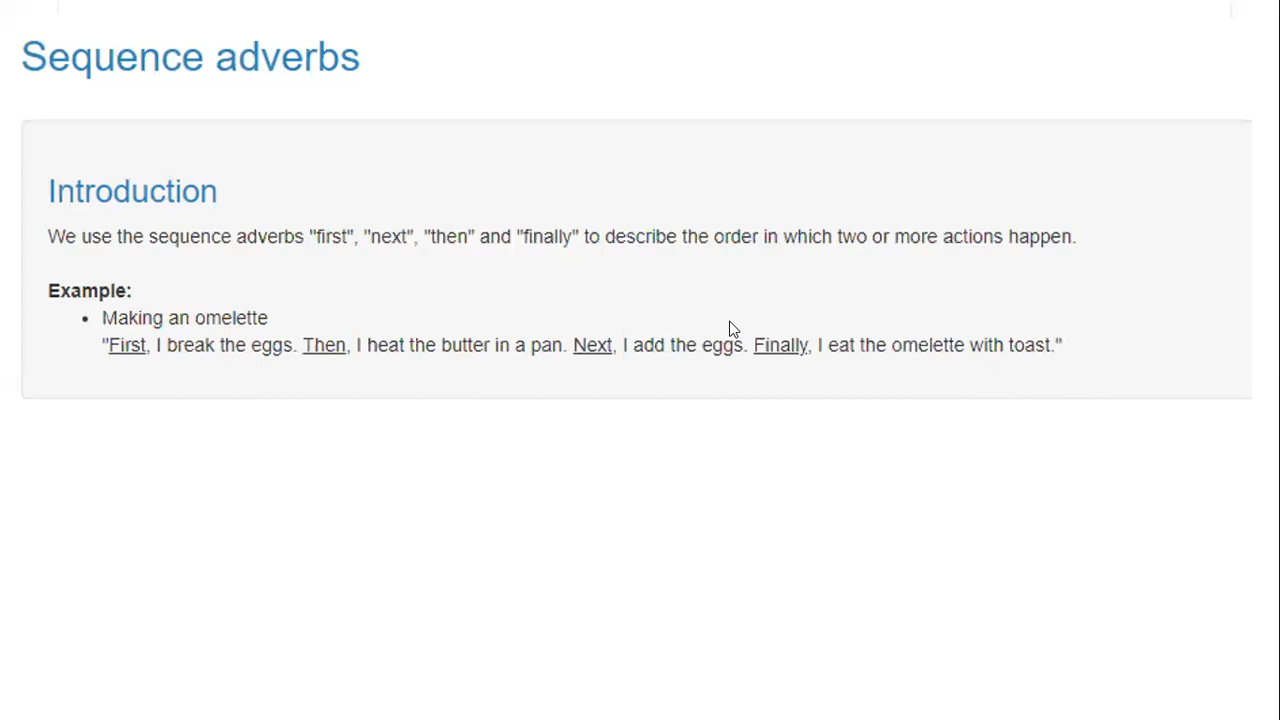 Sequence adverbs
Introduction
We use the sequence adverbs "first", "next", "then" and "finally" to describe the order in which two or more actions happen.
Example:
• Making an omelette
"First, I break the eggs. Then, I heat the butter in a pan. Next, I add the eggs. Finally, I eat the omelette with toast."